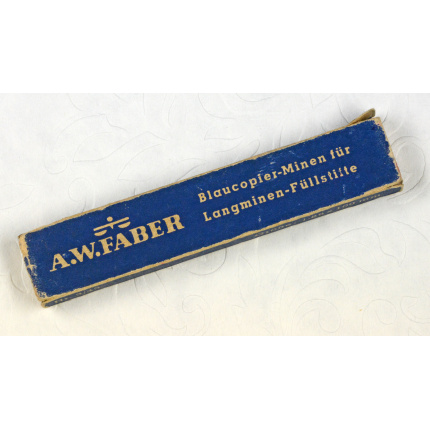 A.W.FABER
Blaucopier-Minen für
Langminen-Füllstifte